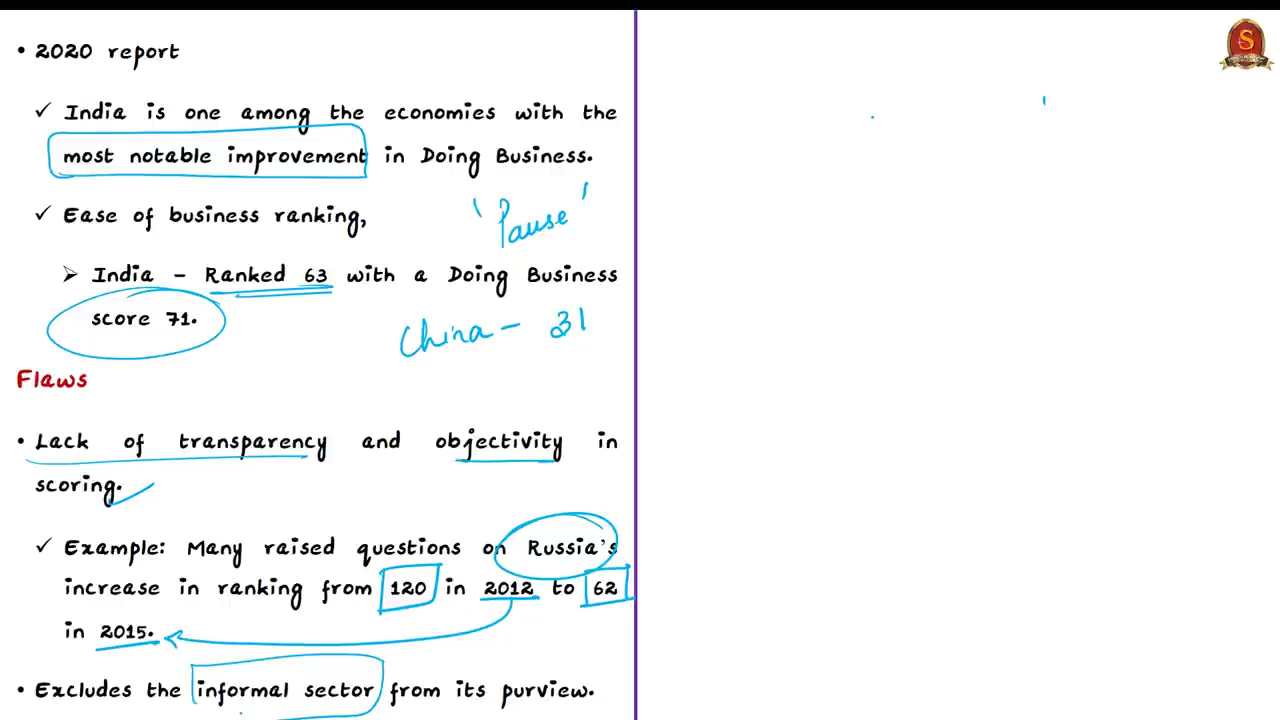 • 2020 report
✓ India is one among the economies with the
most notable improvement in Doing Business.
✓ Ease of business ranking,
'Pause'
➢ India - Ranked 63 with a Doing Business
score 71.
China - 31
Flaws
• Lack of transparency and objectivity in
scoring.
✓ Example: Many raised questions on Russia's
increase in ranking from 120 in 2012 to 62
in 2015.
• Excludes the informal sector from its purview.
S